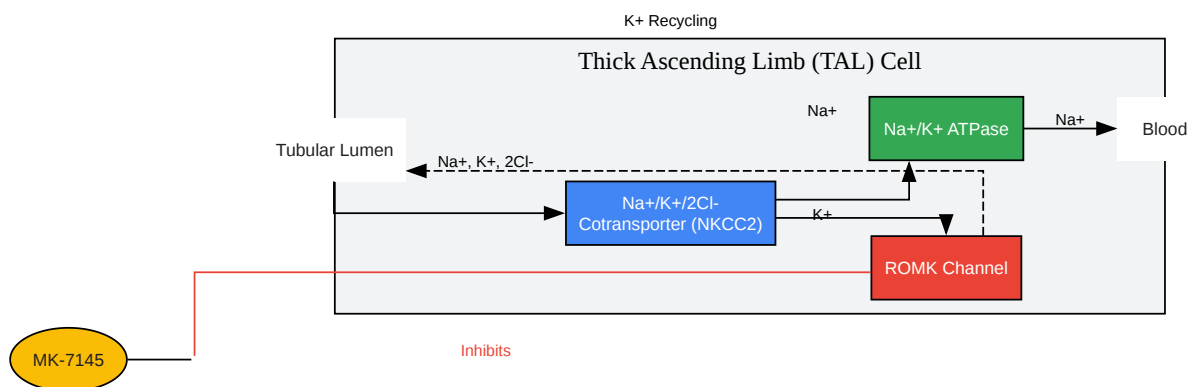 K+ Recycling
Thick Ascending Limb (TAL) Cell
Na+
Na+/K+ ATPase
Na+
Blood
Tubular Lumen
Na+, K+, 2Cl-
Na+/K+/2Cl-
Cotransporter (NKCC2)
K+
ROMK Channel
MK-7145
Inhibits